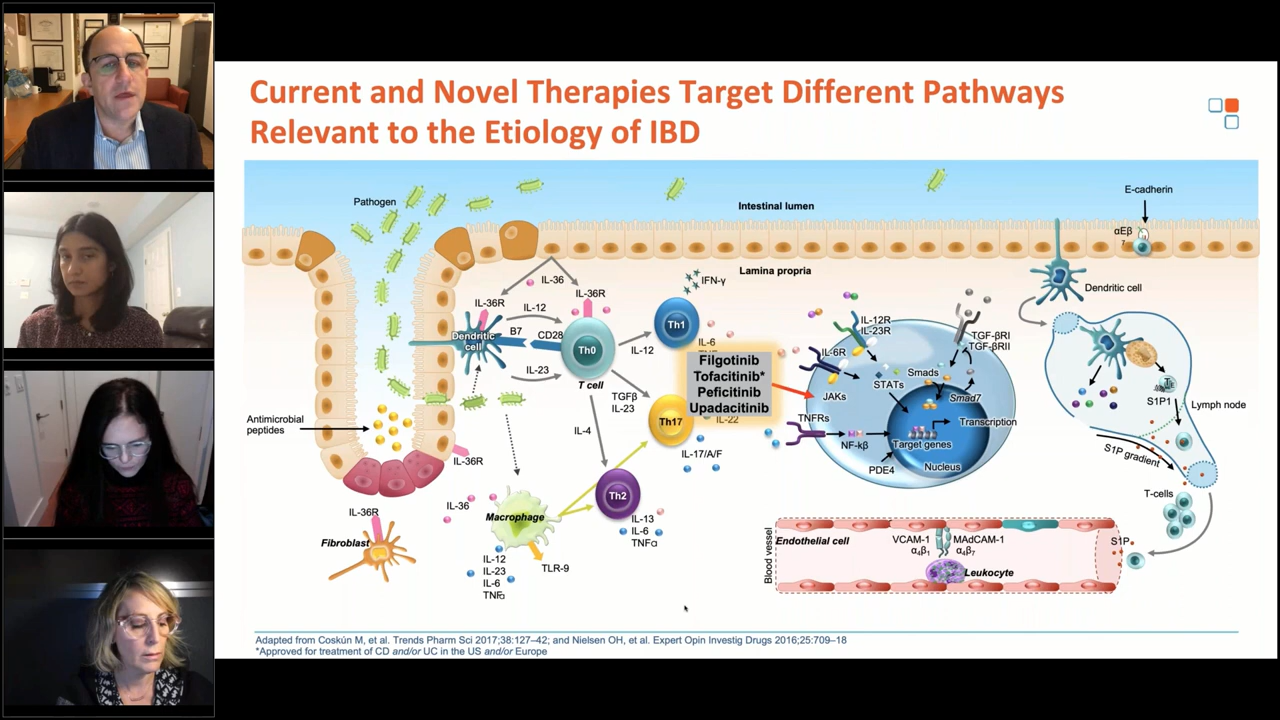 Current and Novel Therapies Target Different Pathways
Relevant to the Etiology of IBD
Pathogen
Intestinal lumen
E-cadherin
αEβ
7
Lamina propria
IL-36
IFN-γ
Dendritic cell
IL-36R
IL-36R
IL-12
B7
CD28
Dendritic
cell
Th0
T cell
IL-23
Th1
IL-12
IL-6
Filgotinib
Tofacitinib*
Peficitinib
Upadacitinib
IL-12R
IL-23R
IL-6R
TGF-βRI
TGF-βRII
Smads
STATs
JAKs
Smad7
S1P1
Lymph node
TGFβ
IL-23
Th17
IL-22
TNFRs
NF-kβ
Transcription
Target genes
PDE4
Nucleus
S1P gradient
Antimicrobial
peptides
IL-4
IL-17/A/F
IL-36R
T-cells
Th2
IL-36R
IL-36
Macrophage
IL-13
IL-6
TNFα
Fibroblast
IL-12
IL-23
IL-6
TNFα
TLR-9
Blood vessel
Endothelial cell
VCAM-1
α4β1
MAdCAM-1
α4β7
Leukocyte
S1P
Adapted from Coskún M, et al. Trends Pharm Sci 2017;38:127–42; and Nielsen OH, et al. Expert Opin Investig Drugs 2016;25:709–18
*Approved for treatment of CD and/or UC in the US and/or Europe